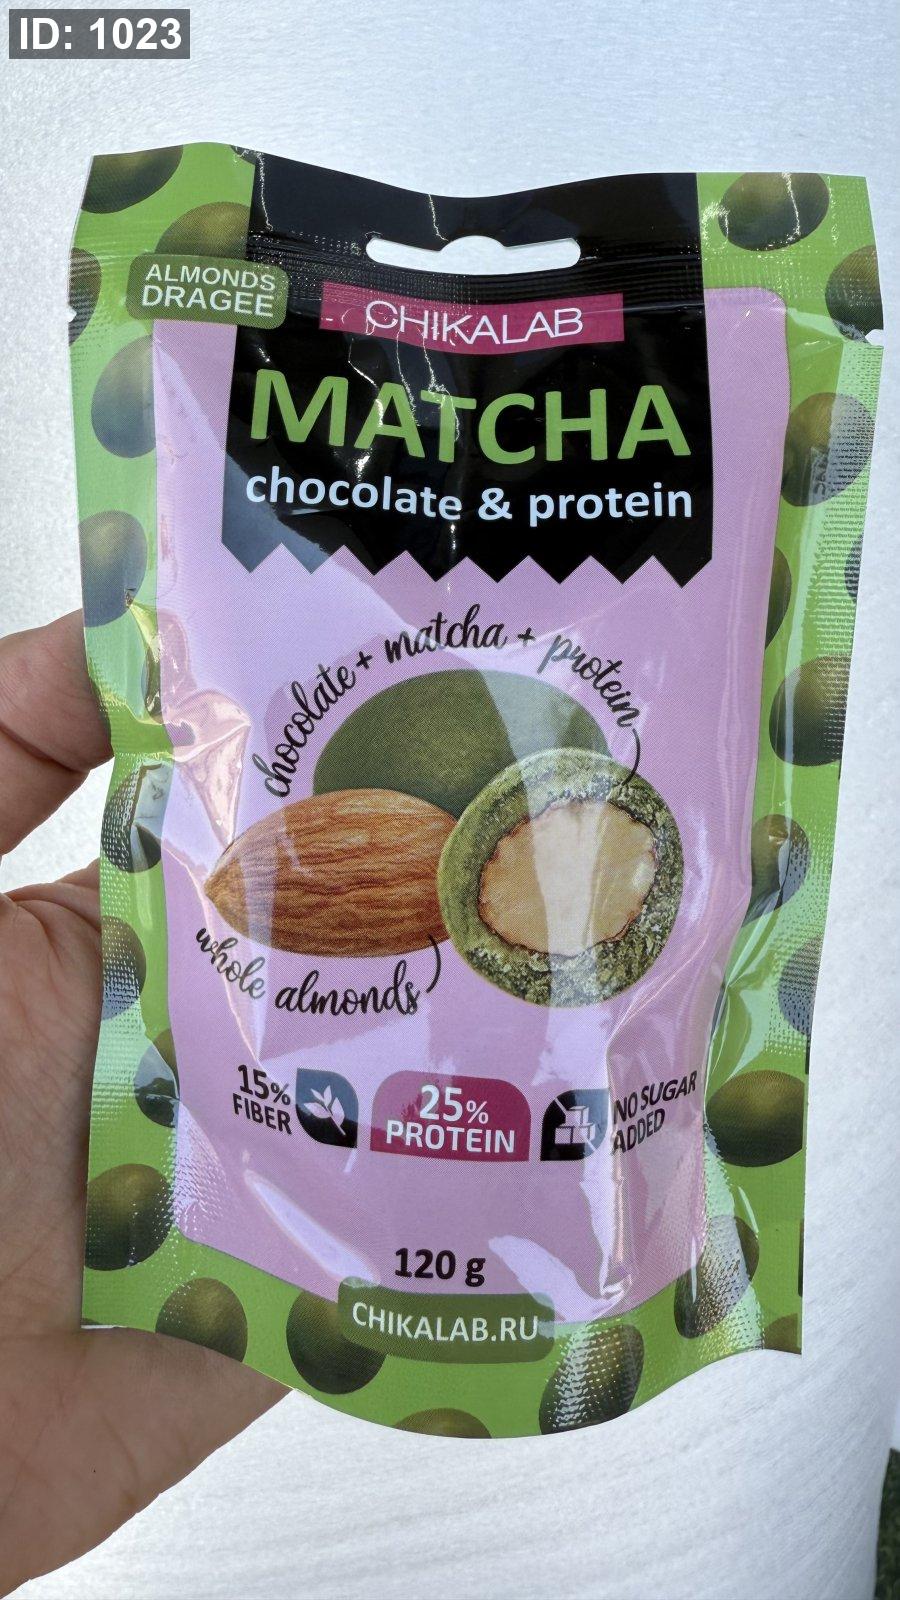 ID: 1023
ALMONDS
DRAGEE
CHIKALAB
MATCHA
chocolate & protein
chocolate + matcha + protein
whole almonds
15%
FIBER
25%
PROTEIN
NO SUGAR
ADDED
120 g
CHIKALAB.RU